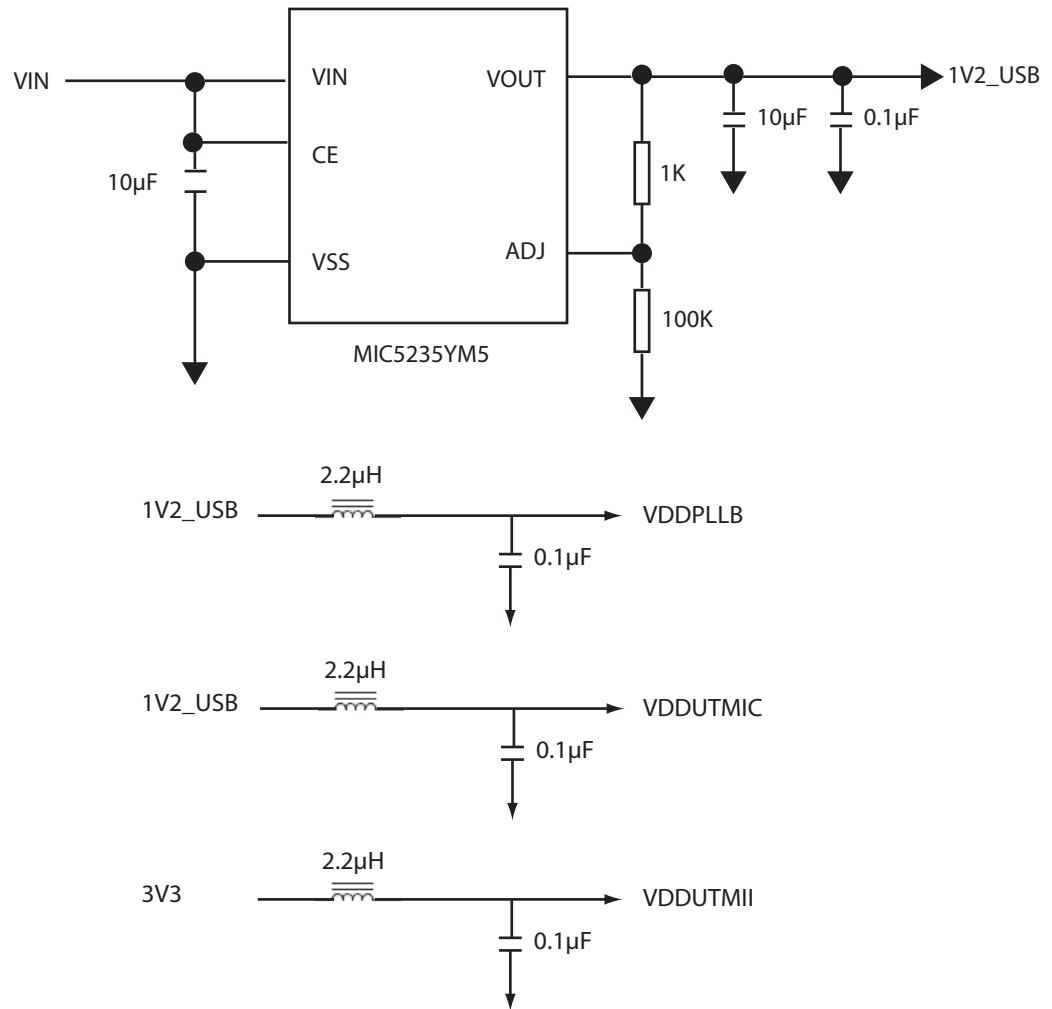 VIN
VIN
VOUT
1V2_USB
10µF
0.1µF
CE
10µF
1K
VSS
ADJ
100K
MIC5235YM5
2.2µH
1V2_USB
VDDPLLB
0.1µF
2.2µH
1V2_USB
VDDUTMIC
0.1µF
2.2µH
3V3
VDDUTMII
0.1µF